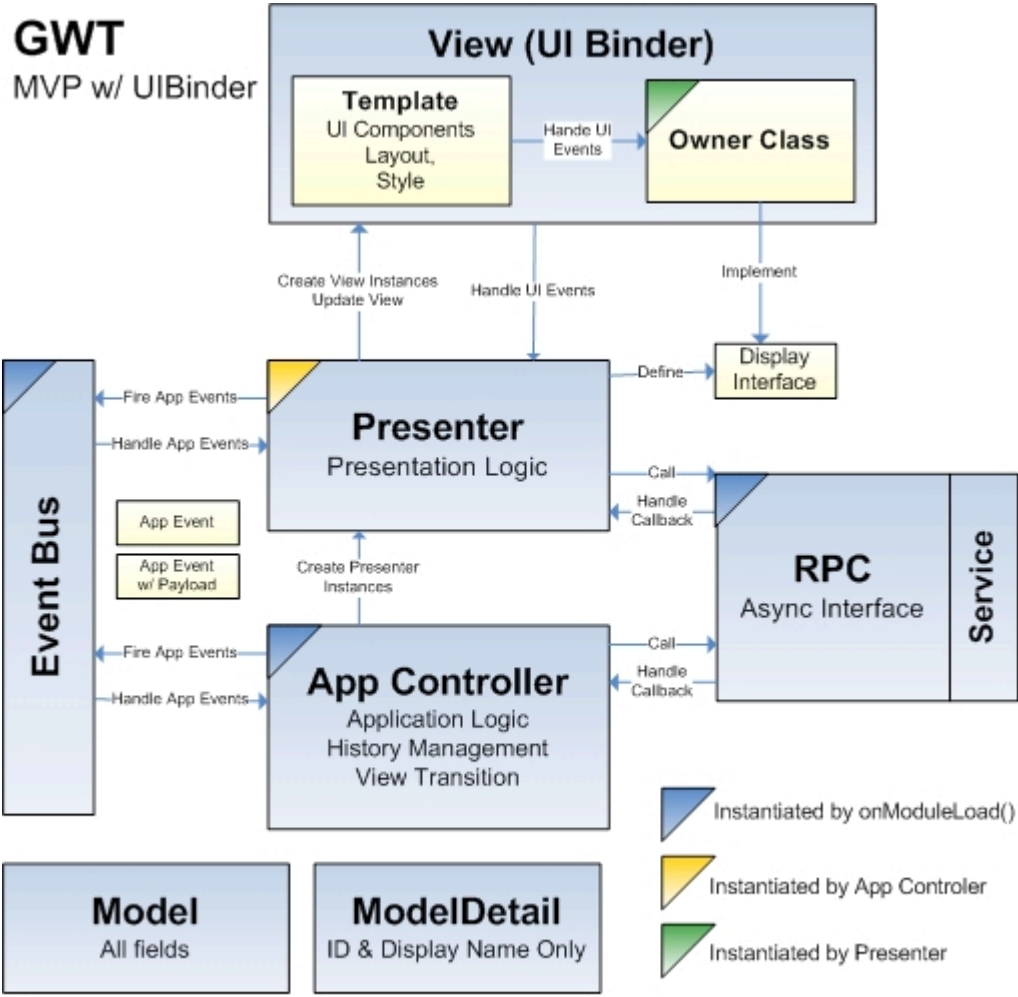 GWT
MVP w/ UIBinder
View (UI Binder)
Template
UI Components
Layout,
Style
Hande UI
Events
Owner Class
Create View Instances
Update View
Handle UI Events
Implement
Display
Interface
Define
Fire App Events
Handle App Events
Presenter
Presentation Logic
Call
Handle
Callback
Event Bus
App Event
App Event
w/ Payload
Create Presenter
Instances
RPC
Async Interface
Service
Fire App Events
Handle App Events
App Controller
Application Logic
History Management
View Transition
Call
Handle
Callback
Instantiated by onModuleLoad()
Instantiated by App Controler
Instantiated by Presenter
Model
All fields
ModelDetail
ID & Display Name Only